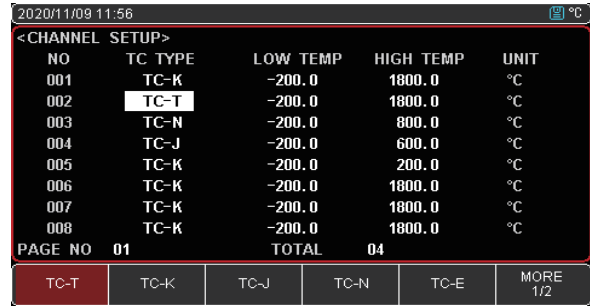 2020/11/09 11:56 °C
<CHANNEL SETUP>
NO TC TYPE LOW TEMP HIGH TEMP UNIT
001 TC-K -200.0 1800.0 °C
002 TC-T -200.0 1800.0 °C
003 TC-N -200.0 800.0 °C
004 TC-J -200.0 600.0 °C
005 TC-K -200.0 200.0 °C
006 TC-K -200.0 1800.0 °C
007 TC-K -200.0 1800.0 °C
008 TC-K -200.0 1800.0 °C
PAGE NO 01 TOTAL 04
TC-T TC-K TC-J TC-N TC-E MORE
1/2